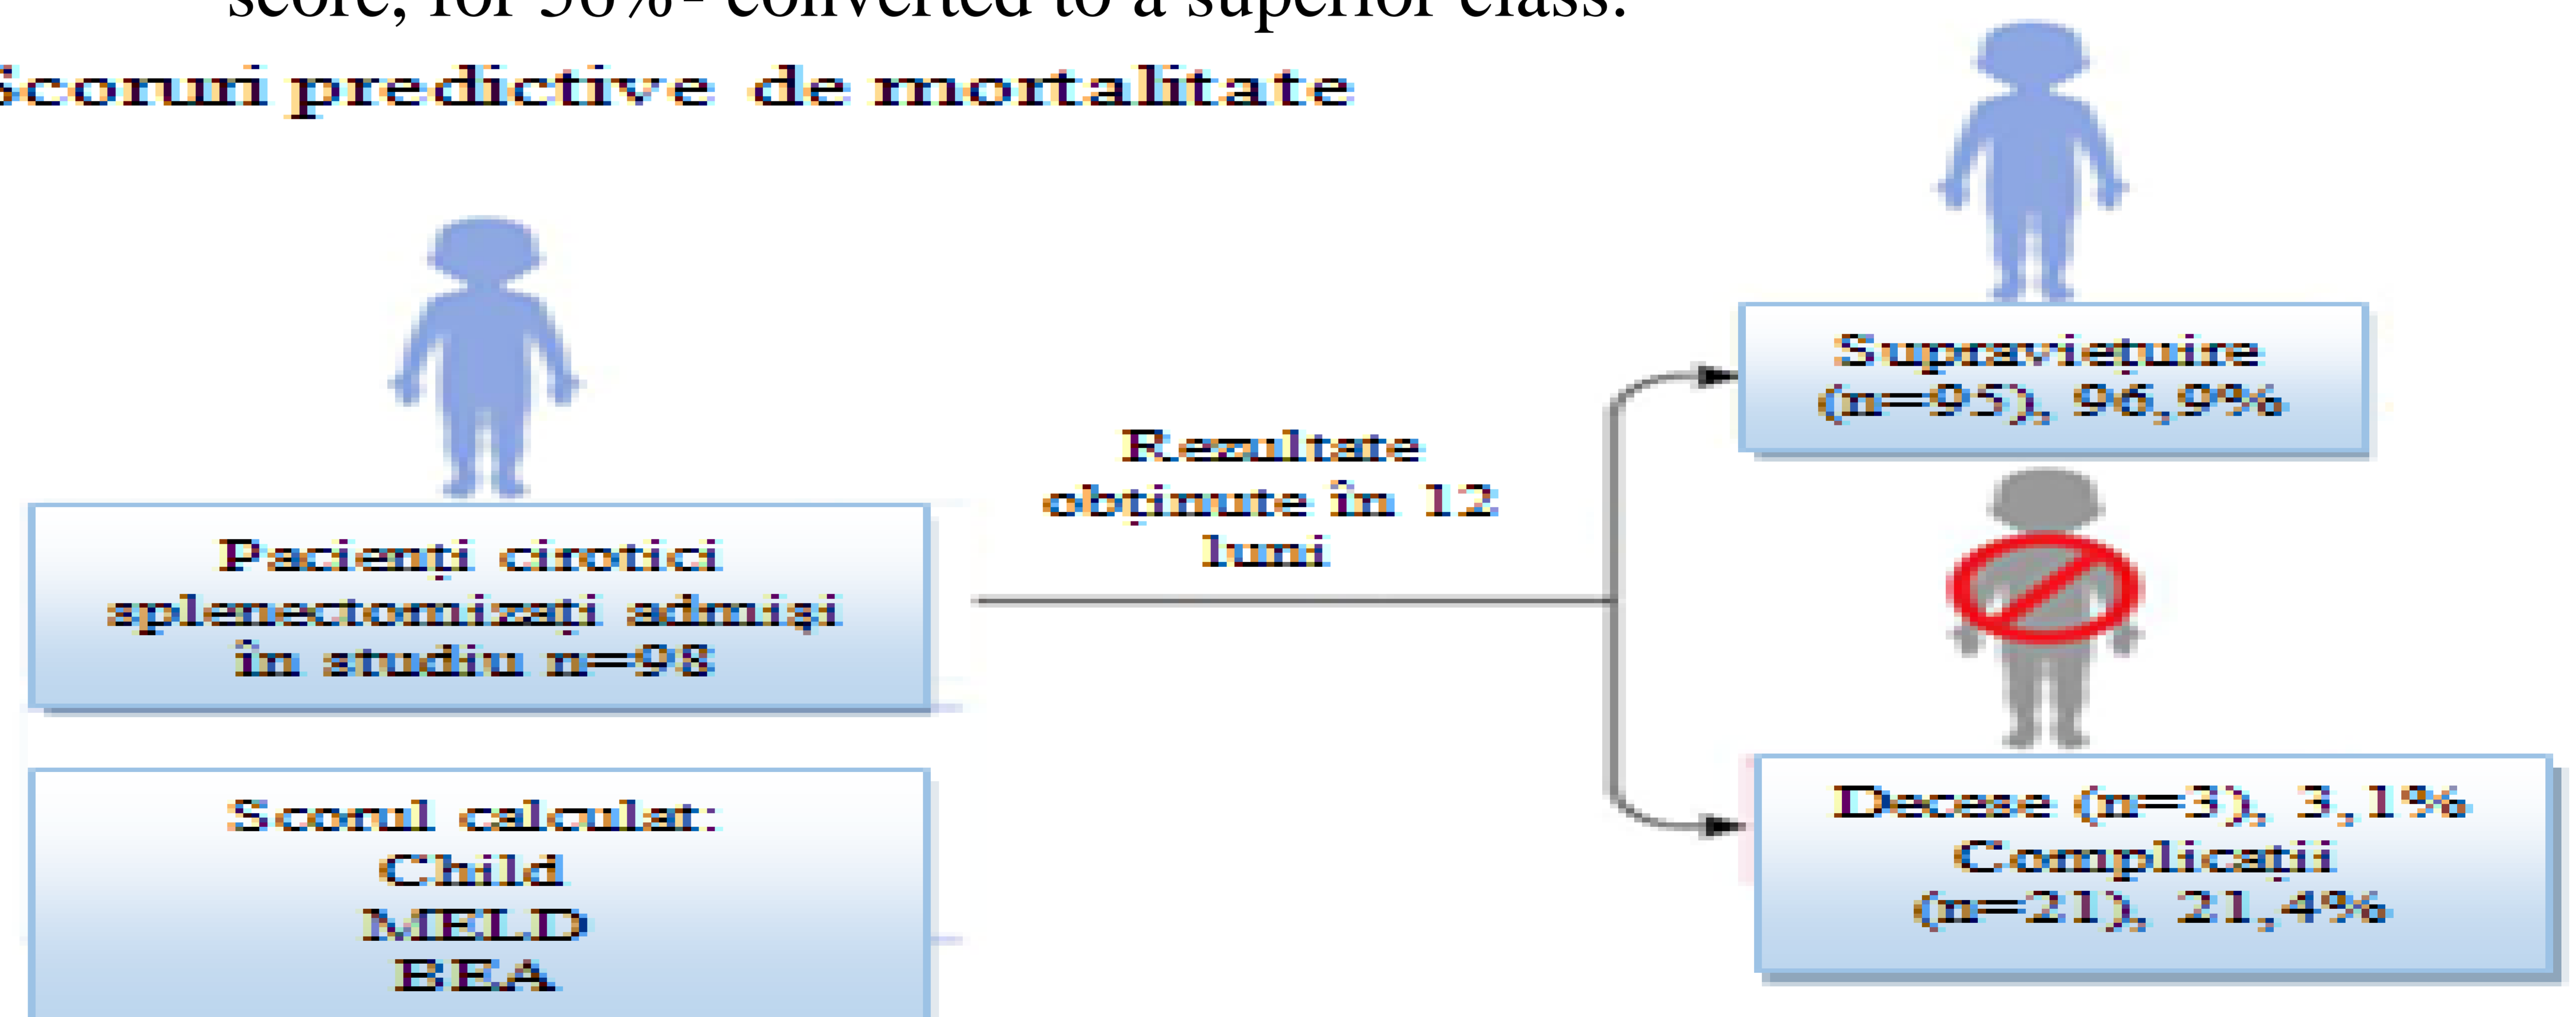 score, for 56%- converted to a superior class.
Scoruri predictive de mortalitate
Supraviețuire
(n=95), 96,9%
Rezultate
obținute în 12
luni
Pacienți cirotici
splenectomizați admiși
în studiu n=98
Decese (n=3), 3,1%
Complicații
(n=21), 21,4%
Scorul calculat:
Child
MELD
BEA